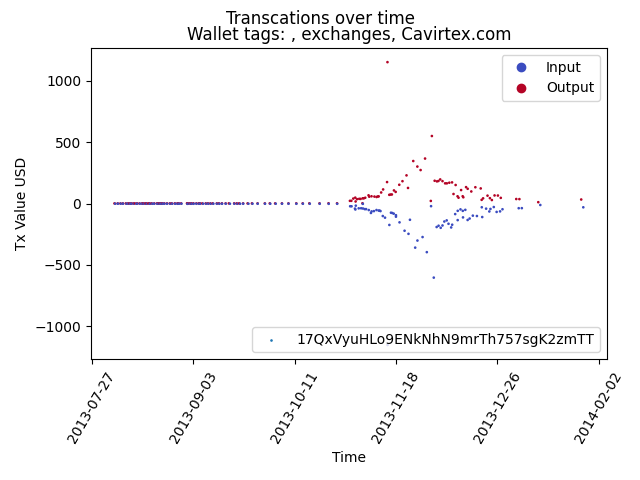 Transcations over time
Wallet tags: , exchanges, Cavirtex.com
Input
Output
1000
500
0
−500
−1000
Tx Value USD
17QxVyuHLo9ENkNhN9mrTh757sgK2zmTT
2013-07-27
2013-09-03
2013-10-11
2013-11-18
2013-12-26
2014-02-02
Time